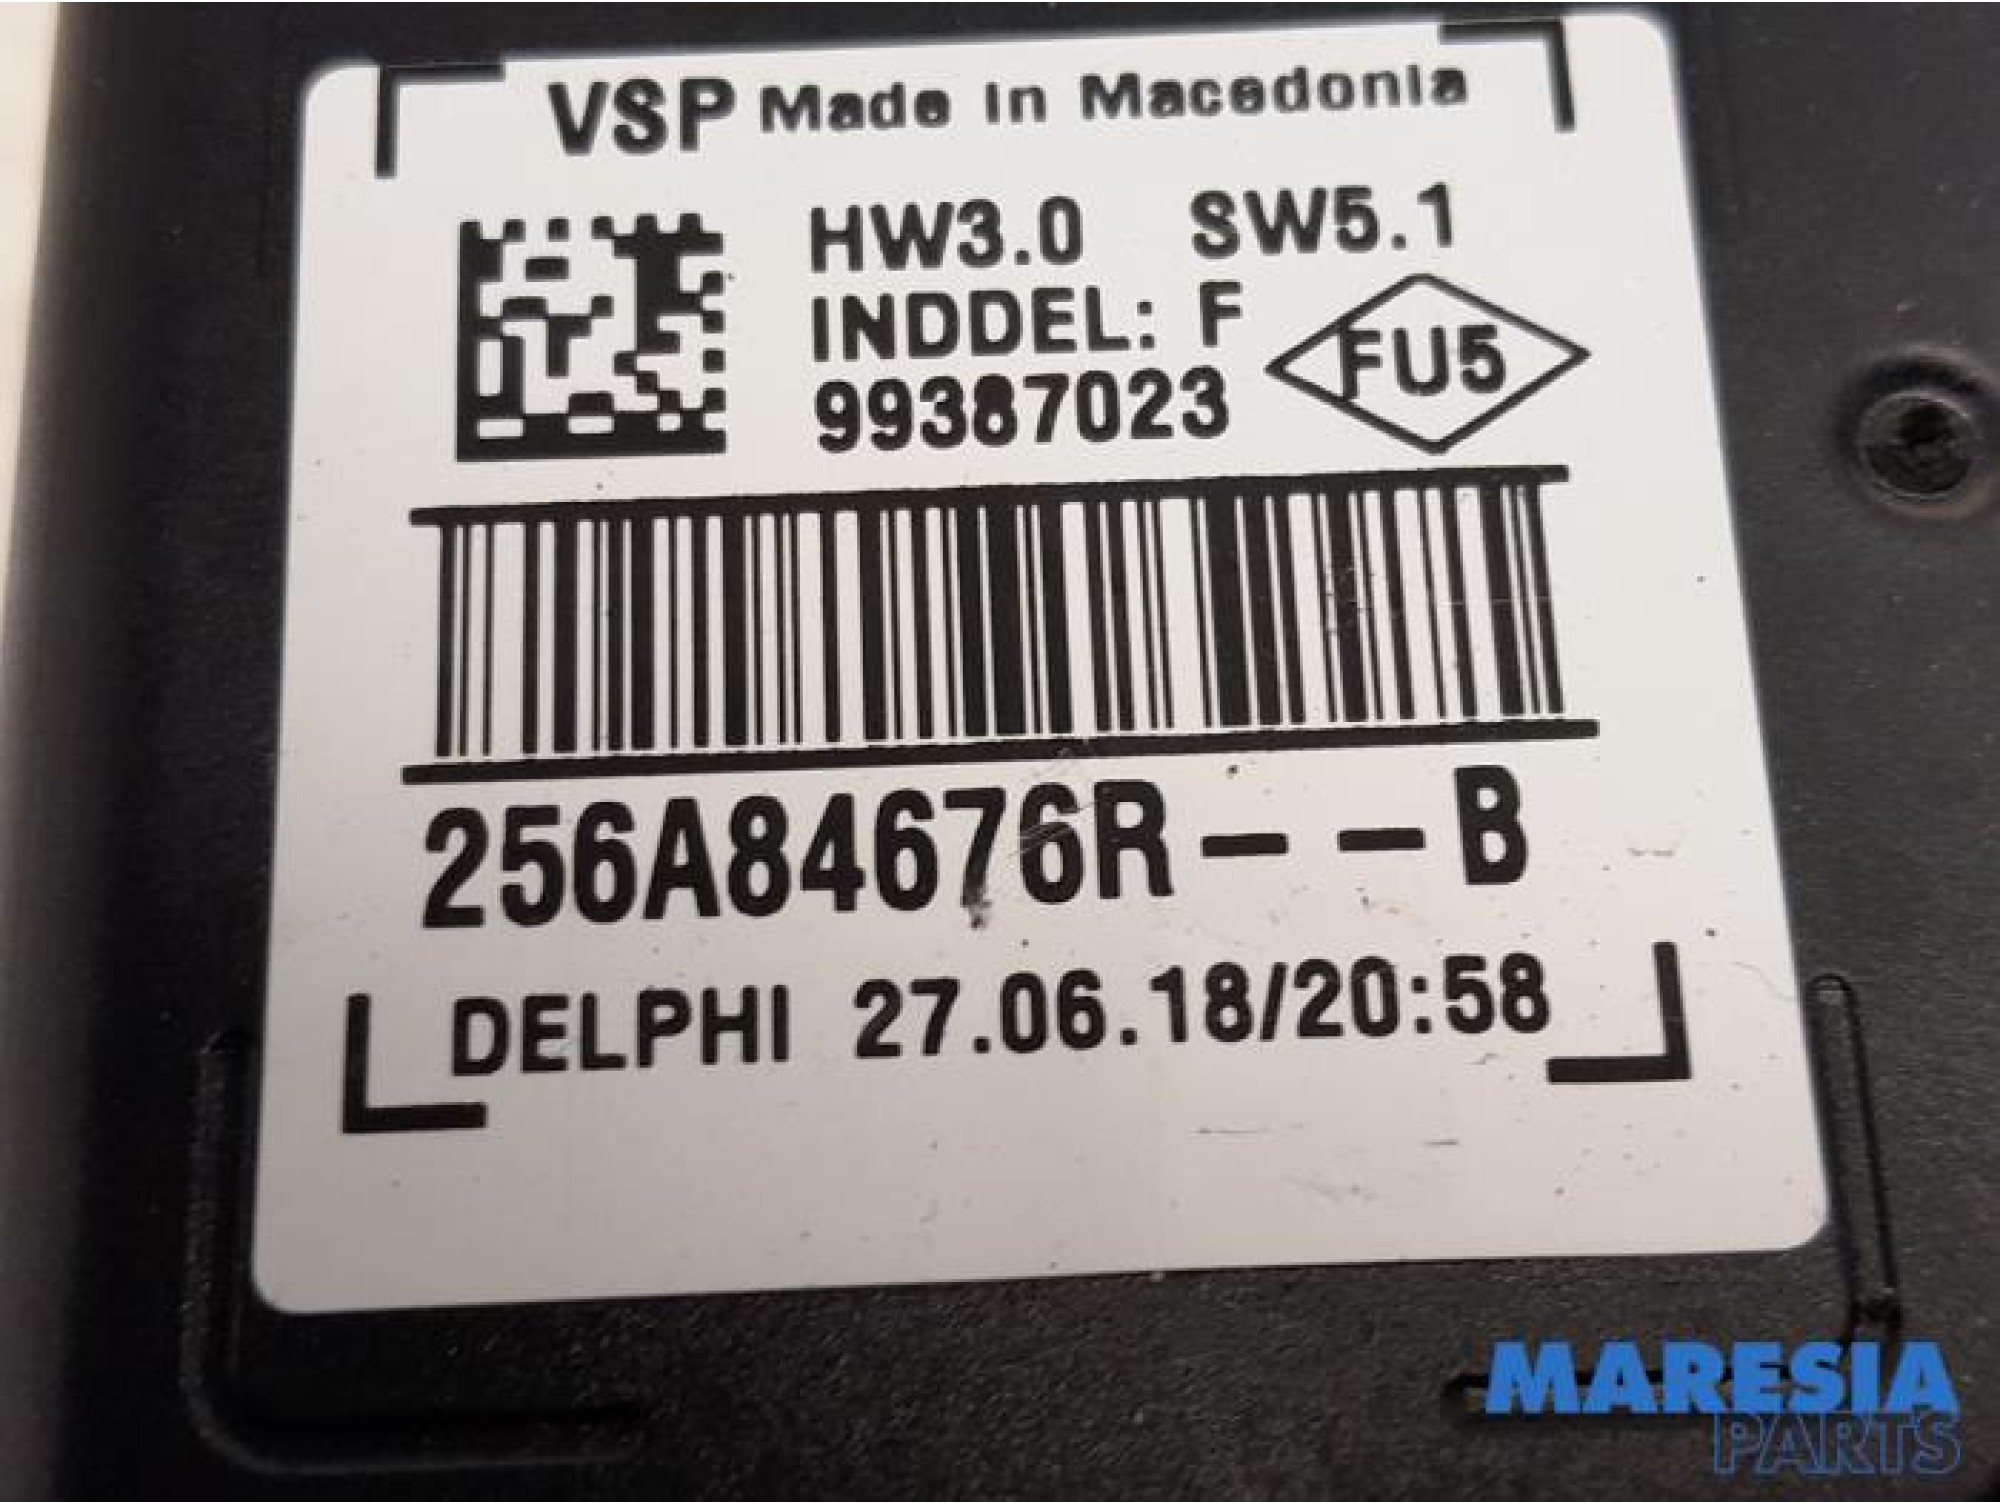 VSP Made in Macedonia
HW3.0 SW5.1
INDDEL: F
FU5
99387023
256A84676R--B
DELPHI 27.06.18/20:58
MARESIA
PARTS